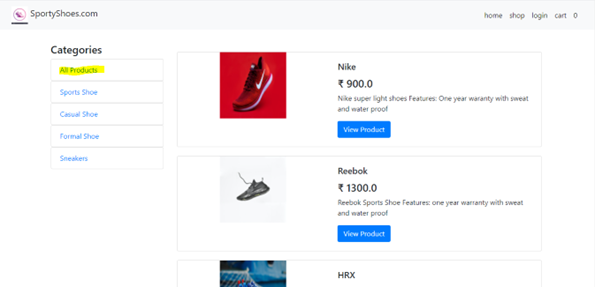 SportyShoes.com
home shop login cart 0
Categories
All Products
Sports Shoe
Casual Shoe
Formal Shoe
Sneakers
Nike
₹ 900.0
Nike super light shoes Features: One year waranty with sweat
and water proof
View Product
Reebok
₹ 1300.0
Reebok Sports Shoe Features: one year warranty with sweat
and water proof
View Product
HRX